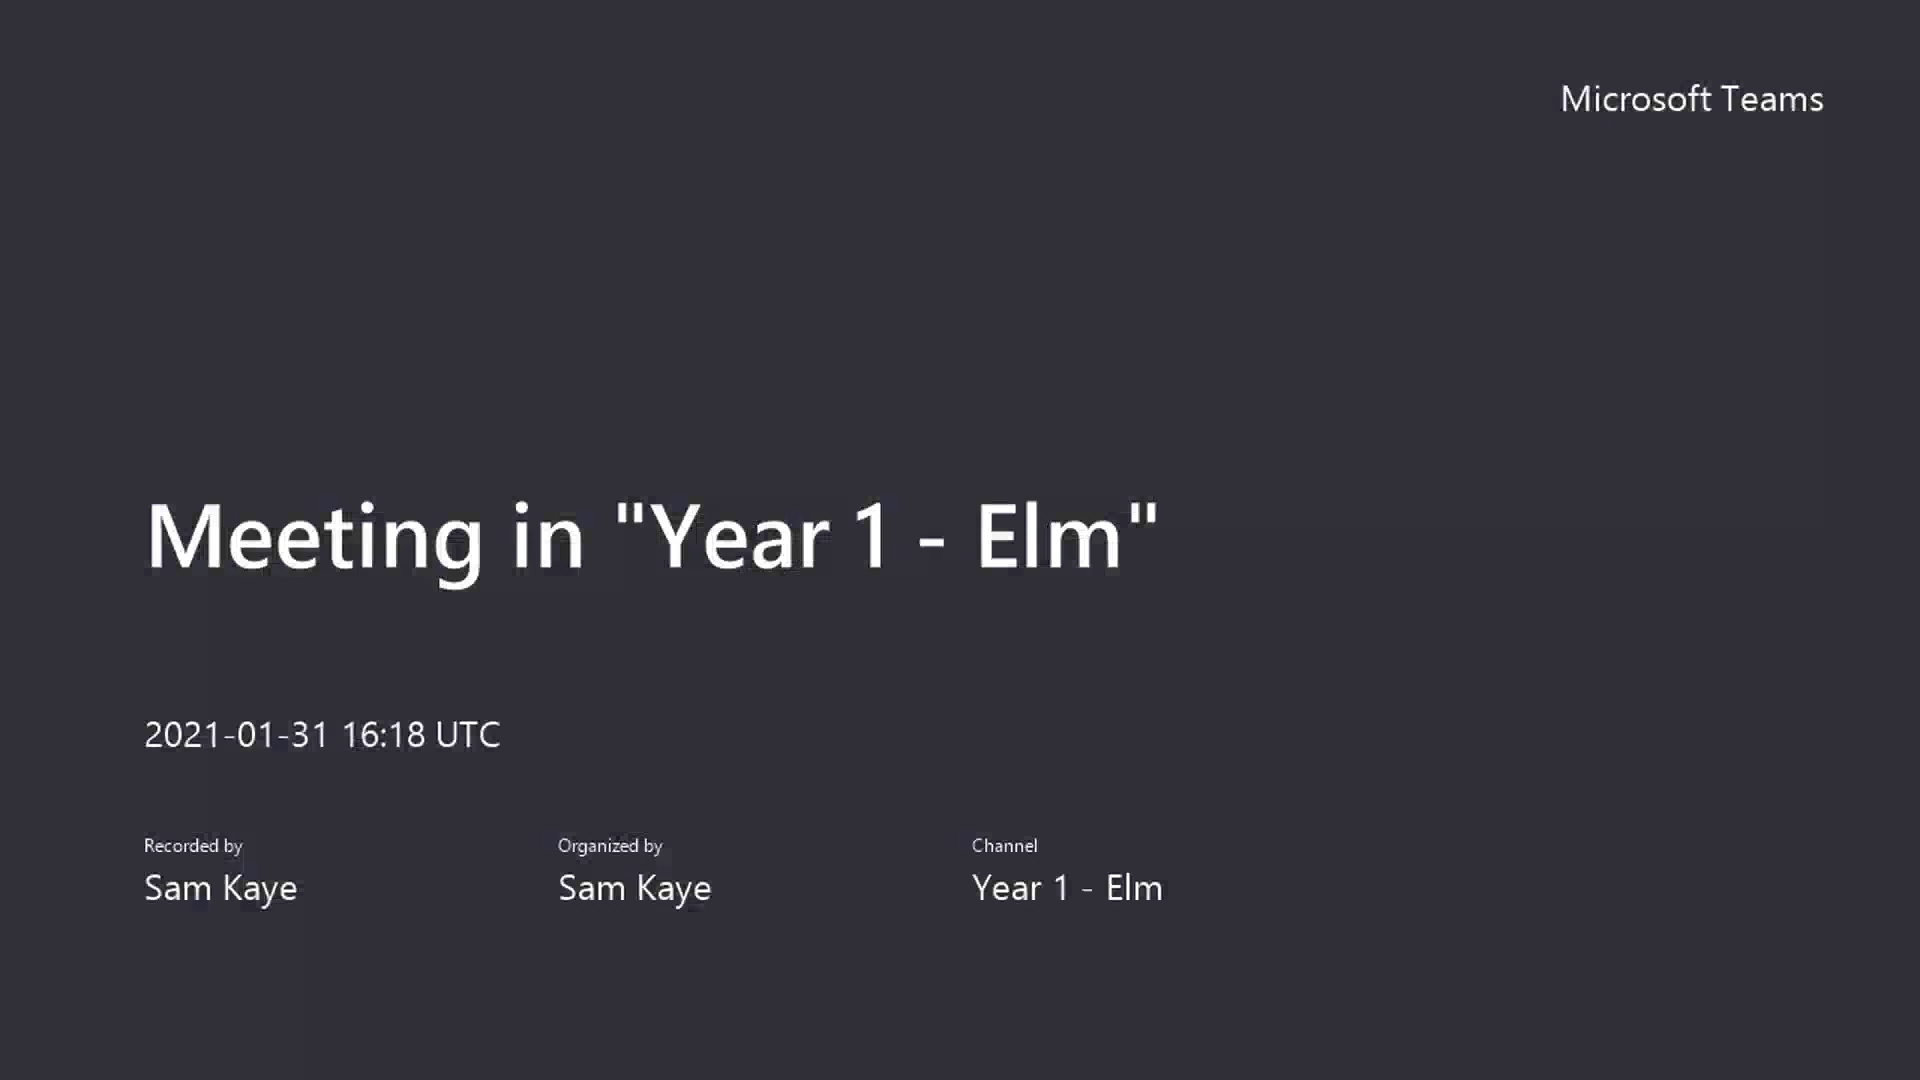 Microsoft Teams
Meeting in "Year 1 - Elm"
2021-01-31 16:18 UTC
Recorded by
Sam Kaye
Organized by
Sam Kaye
Channel
Year 1 - Elm